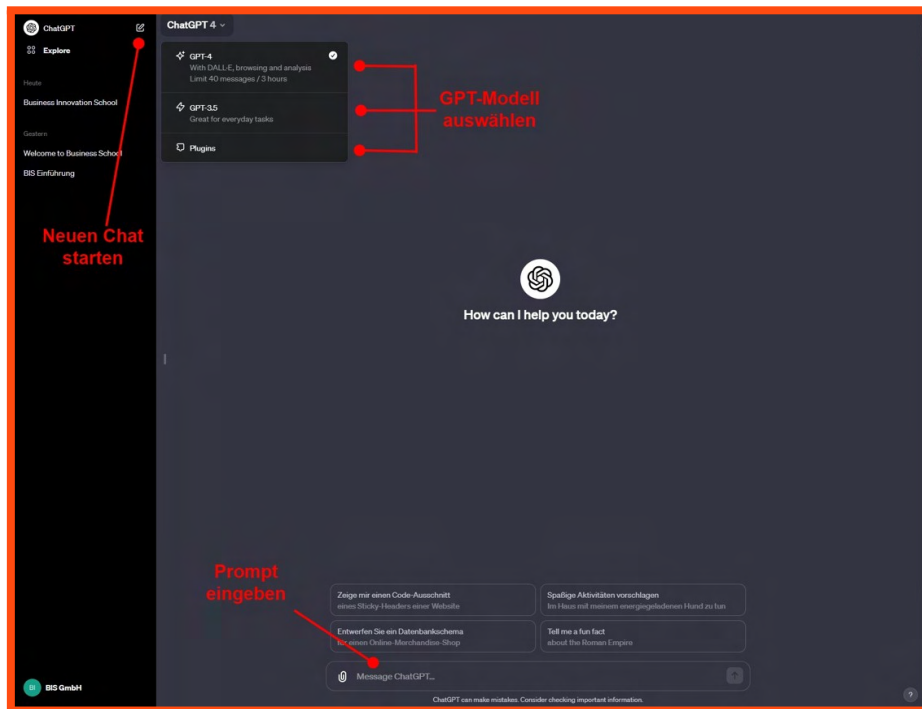 ChatGPT
Explore
Heute
Business Innovation School
Gestern
Welcome to Business School
BIS Einführung
Neuen Chat
starten
BI BIS GmbH
ChatGPT 4
GPT-4
With DALL·E, browsing and analysis
Limit 40 messages / 3 hours
GPT-3.5
Great for everyday tasks
Plugins
GPT-Modell
auswählen
How can I help you today?
Prompt
eingeben
Zeige mir einen Code-Ausschnitt
eines Sticky-Headers einer Website
Spaßige Aktivitäten vorschlagen
Im Haus mit meinem energiegeladenen Hund zu tun
Entwerfen Sie ein Datenbankschema
für einen Online-Merchandise-Shop
Tell me a fun fact
about the Roman Empire
Message ChatGPT...
ChatGPT can make mistakes. Consider checking important information.
?